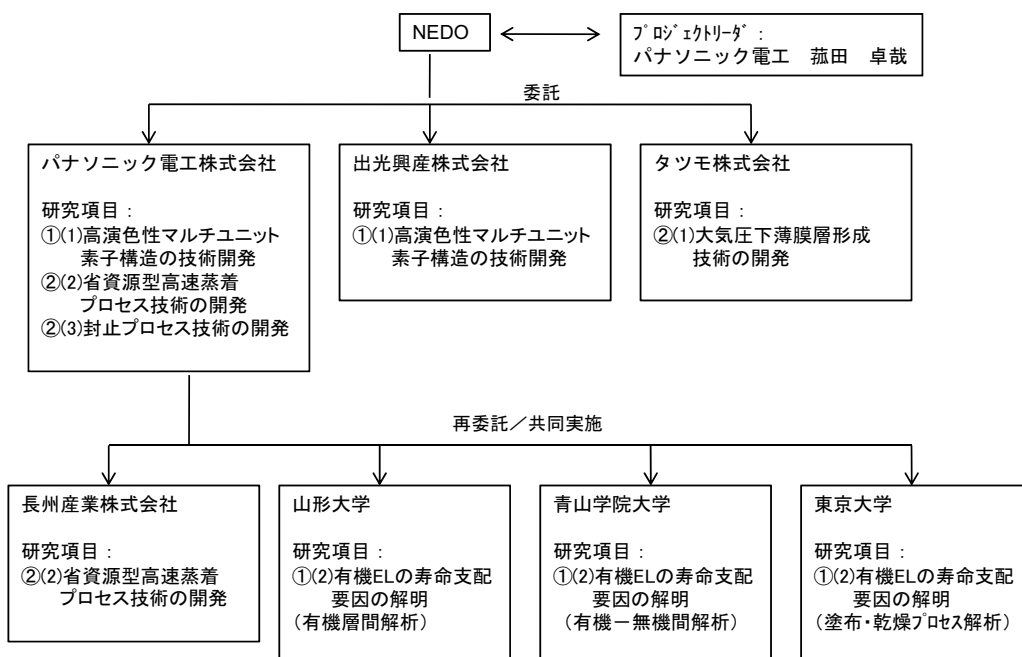 NEDO
ﾌﾟﾛｼﾞｪｸﾄﾘｰﾀﾞ：
パナソニック電工　菰田　卓哉
委託
パナソニック電工株式会社
研究項目：
①(1)高演色性マルチユニット
素子構造の技術開発
②(2)省資源型高速蒸着
プロセス技術の開発
②(3)封止プロセス技術の開発
出光興産株式会社
研究項目：
①(1)高演色性マルチユニット
素子構造の技術開発
タツモ株式会社
研究項目：
②(1)大気圧下薄膜層形成
技術の開発
再委託／共同実施
長州産業株式会社
研究項目：
②(2)省資源型高速蒸着
プロセス技術の開発
山形大学
研究項目：
①(2)有機ELの寿命支配
要因の解明
(有機層間解析)
青山学院大学
研究項目：
①(2)有機ELの寿命支配
要因の解明
(有機－無機間解析)
東京大学
研究項目：
①(2)有機ELの寿命支配
要因の解明
(塗布・乾燥ﾌﾟﾛｾｽ解析)